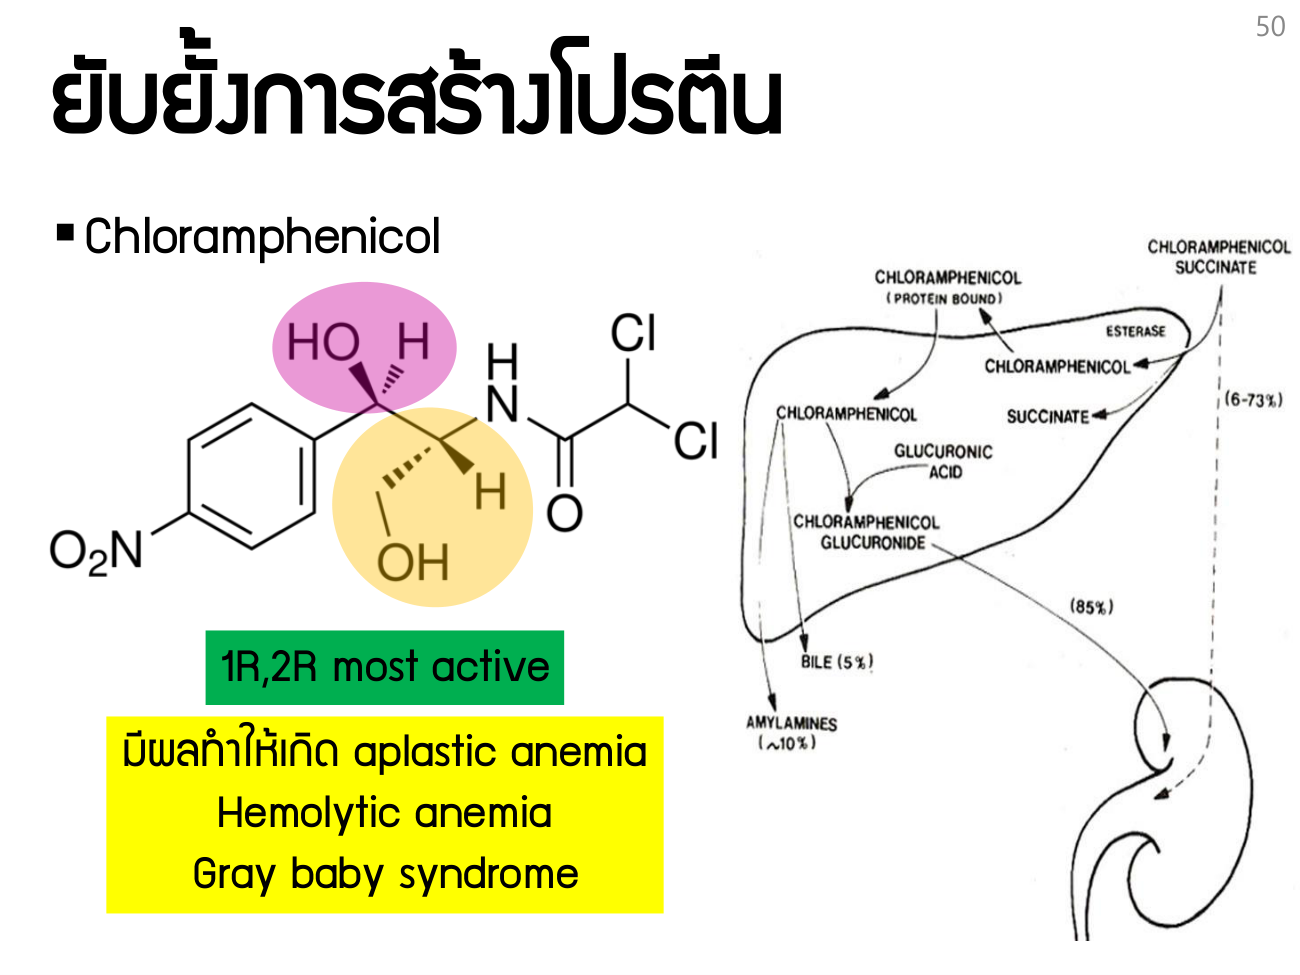 50
ยับยั้งการสร้างโปรตีน
▪ Chloramphenicol
HO H
H
N
Cl
Cl
H
O
OH
O2N
1R,2R most active
มีผลทำให้เกิด aplastic anemia
Hemolytic anemia
Gray baby syndrome
CHLORAMPHENICOL
SUCCINATE
CHLORAMPHENICOL
(PROTEIN BOUND)
ESTERASE
CHLORAMPHENICOL
(6-73%)
CHLORAMPHENICOL
SUCCINATE
GLUCURONIC
ACID
CHLORAMPHENICOL
GLUCURONIDE
(85%)
BILE (5%)
AMYLAMINES
(~10%)